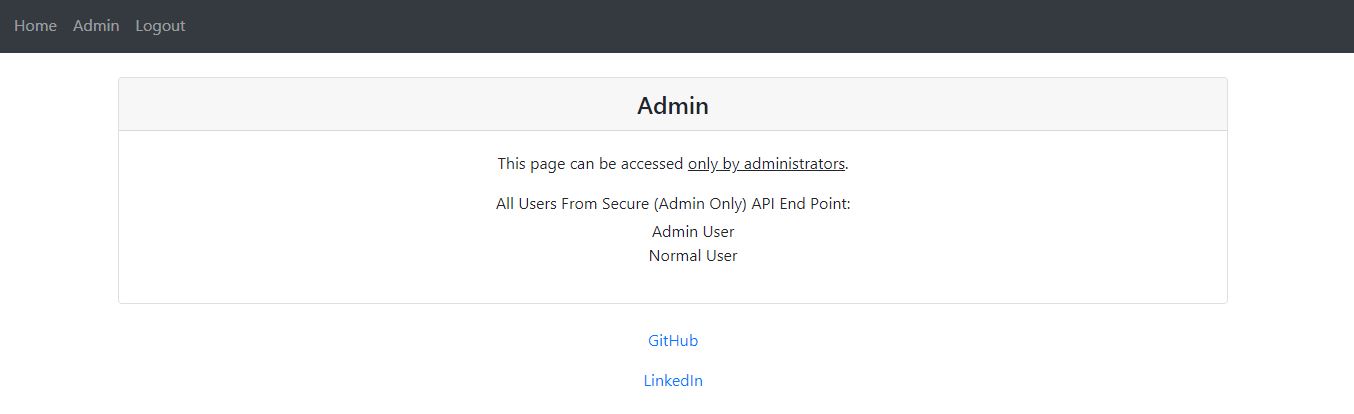 Home Admin Logout
Admin
This page can be accessed only by administrators.
All Users From Secure (Admin Only) API End Point:
Admin User
Normal User
GitHub
LinkedIn